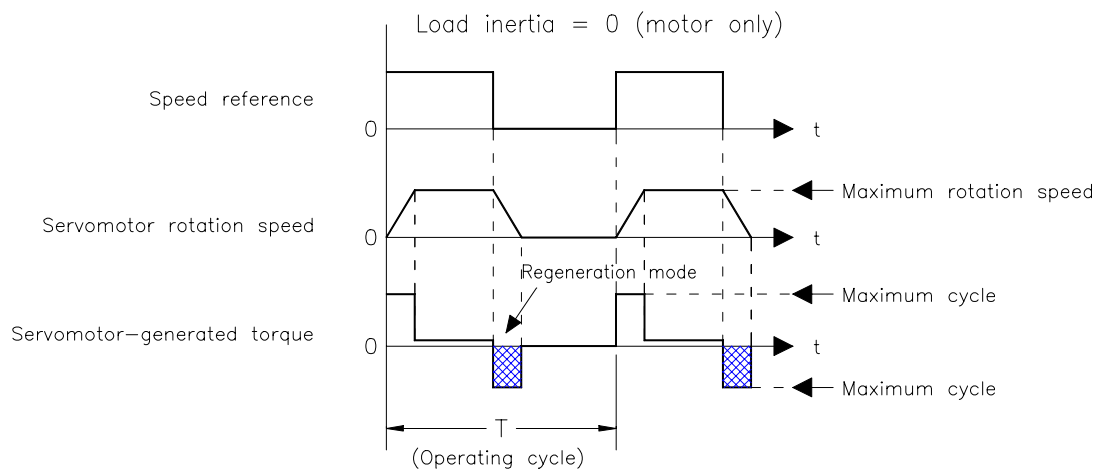 Load inertia = 0 (motor only)
Speed reference
0
t
Maximum rotation speed
Servomotor rotation speed
0
t
Regeneration mode
Maximum cycle
Servomotor-generated torque
0
t
Maximum cycle
T
(Operating cycle)